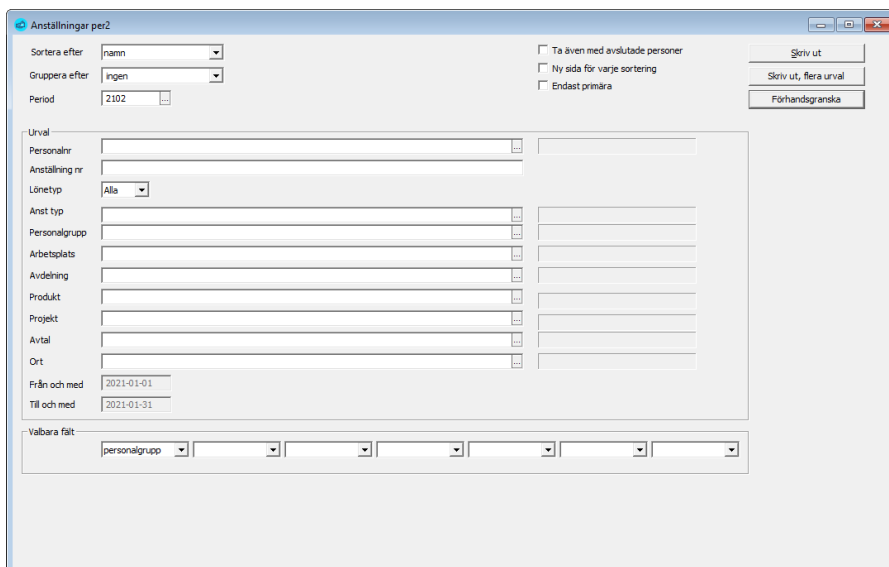 Anställningar per2
Sortera efter namn
Gruppera efter ingen
Period 2102 ...
Ta även med avslutade personer
Ny sida för varje sortering
Endast primära
Skriv ut
Skriv ut, flera urval
Förhandsgranska
Urval
Personalnr ...
Anställning nr
Lönetyp Alla
Anst typ ...
Personalgrupp ...
Arbetsplats ...
Avdelning ...
Produkt ...
Projekt ...
Avtal ...
Ort ...
Från och med 2021-01-01
Till och med 2021-01-31
Valbara fält
personalgrupp